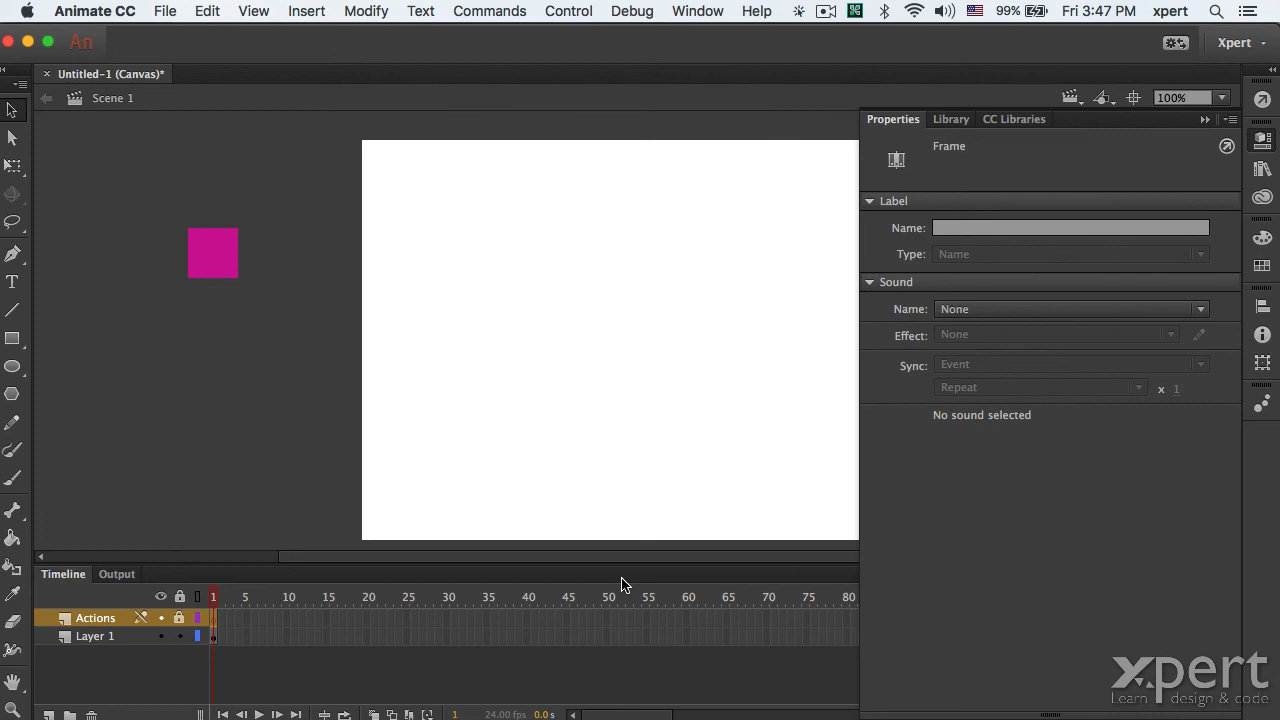 Animate CC File Edit View Insert Modify Text Commands Control Debug Window Help 99% Fri 3:47 PM xpert
An Xpert
× Untitled-1 (Canvas)*
Scene 1 100%
Properties Library CC Libraries
Frame
Label
Name:
Type: Name
Sound
Name: None
Effect: None
Sync: Event
Repeat x 1
No sound selected
T
Timeline Output
1 5 10 15 20 25 30 35 40 45 50 55 60 65 70 75 80
Actions
Layer 1
1 24.00 fps 0.0 s
xpert
Learn design & code